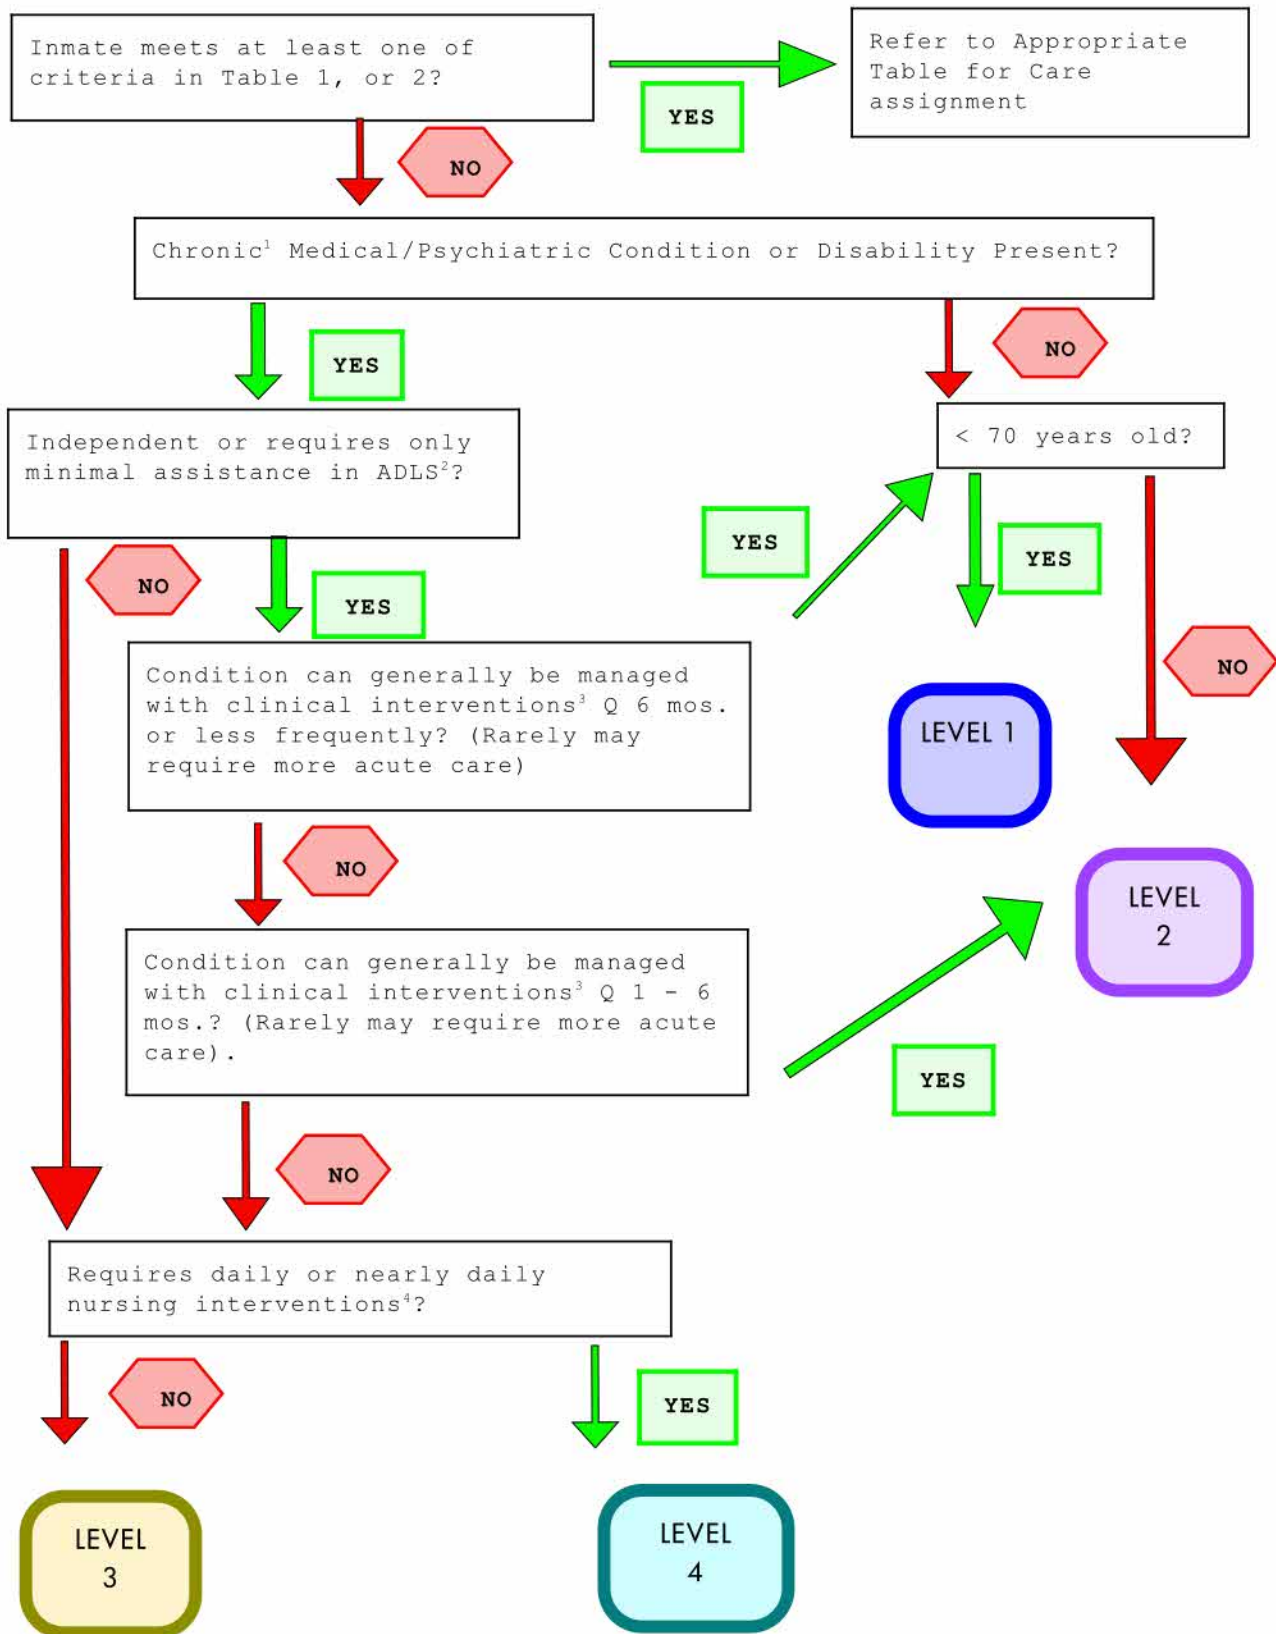 Inmate meets at least one of
criteria in Table 1, or 2?
YES
Refer to Appropriate
Table for Care
assignment
NO
Chronic¹ Medical/Psychiatric Condition or Disability Present?
YES
NO
Independent or requires only
minimal assistance in ADLS²?
< 70 years old?
NO
YES
YES
YES
NO
Condition can generally be managed
with clinical interventions³ Q 6 mos.
or less frequently? (Rarely may
require more acute care)
LEVEL 1
NO
LEVEL
2
Condition can generally be managed
with clinical interventions³ Q 1 - 6
mos.? (Rarely may require more acute
care).
YES
NO
Requires daily or nearly daily
nursing interventions⁴?
NO
YES
LEVEL
3
LEVEL
4